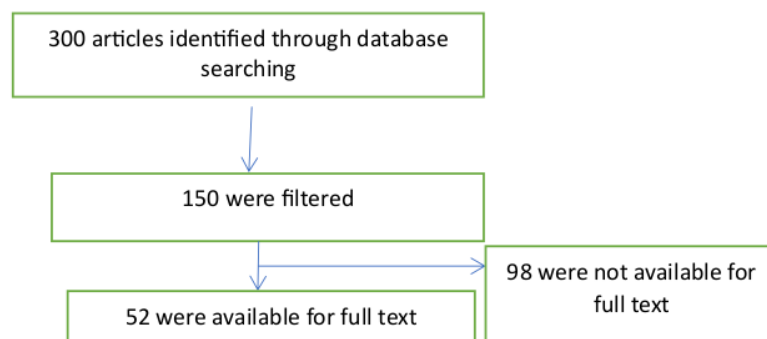 300 articles identified through database
searching
150 were filtered
98 were not available for
full text
52 were available for full text